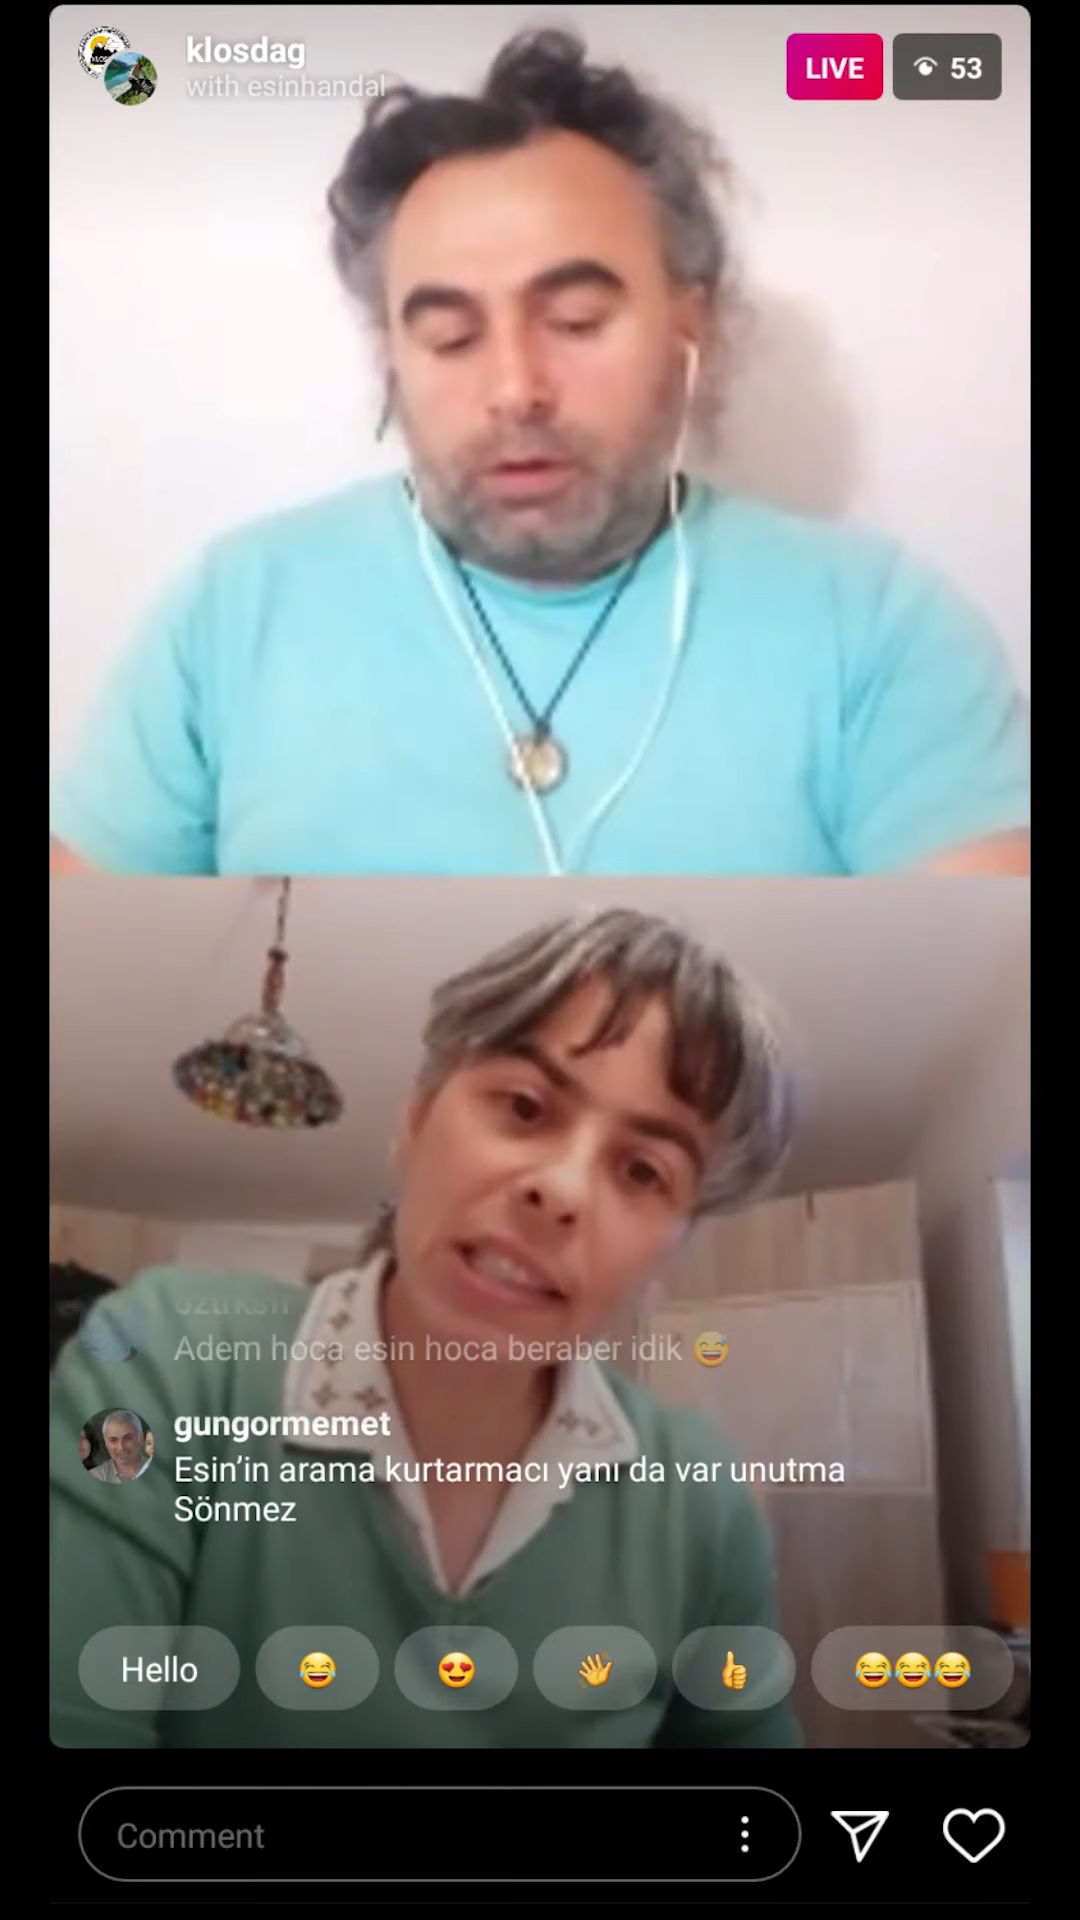 klosdag
with esinhandal
LIVE
53
Adem hoca esin hoca beraber idik 😅
gungormemet
Esin’in arama kurtarmacı yanı da var unutma
Sönmez
Hello
😂
😍
👋
👍
😂😂😂
Comment